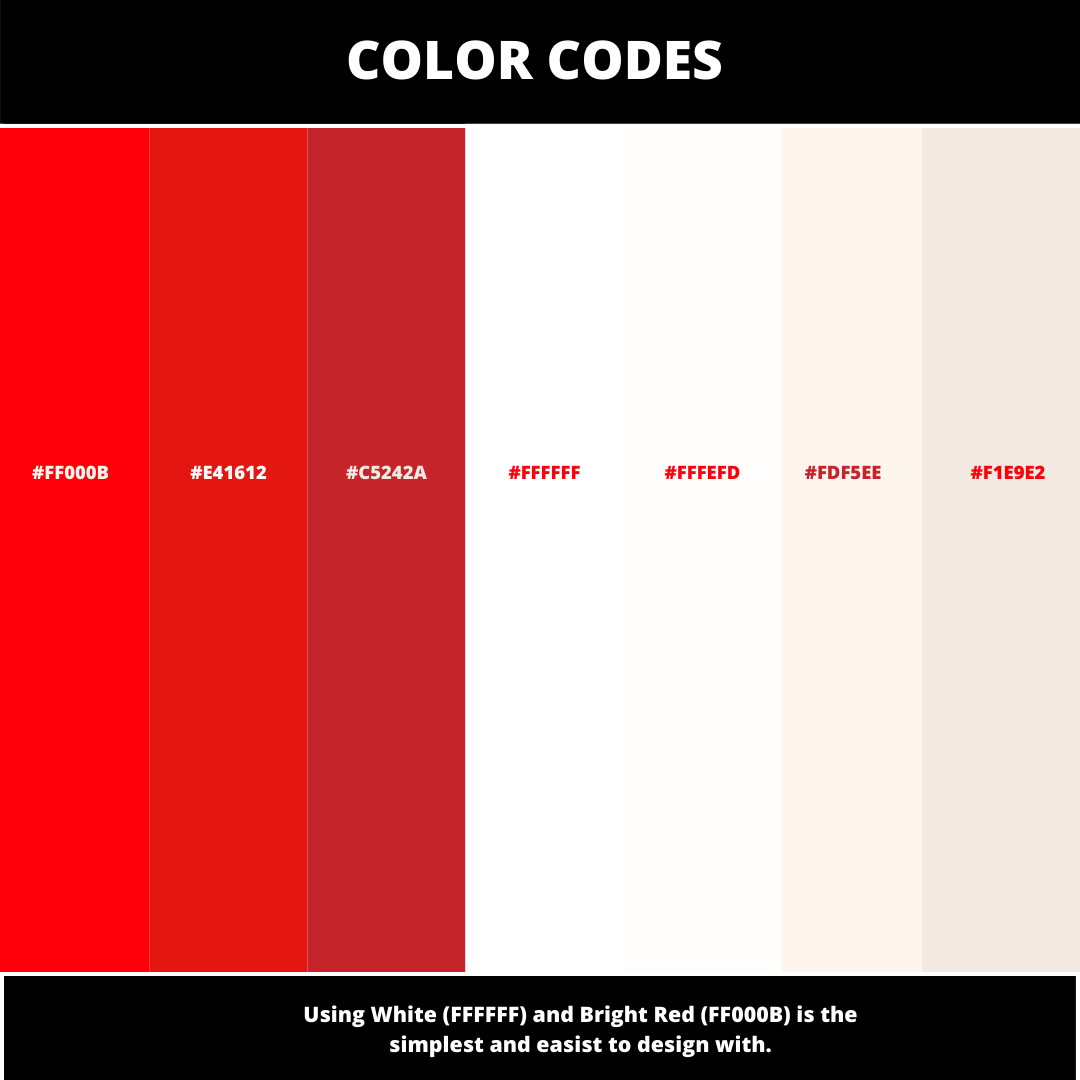 COLOR CODES
#FF000B
#E41612
#C5242A
#FFFFFF
#FFFEFD
#FDF5EE
#F1E9E2
Using White (FFFFFF) and Bright Red (FF000B) is the
simplest and easist to design with.